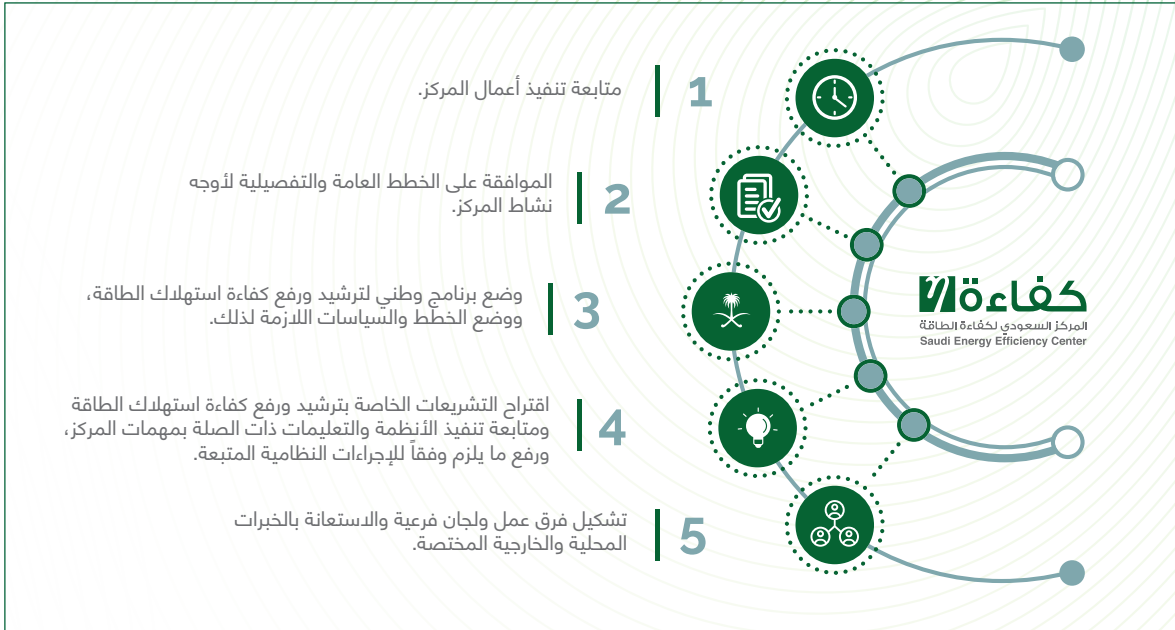 1
متابعة تنفيذ أعمال المركز.
2
الموافقة على الخطط العامة والتفصيلية لأوجه
نشاط المركز.
3
وضع برنامج وطني لترشيد ورفع كفاءة استهلاك الطاقة،
ووضع الخطط والسياسات اللازمة لذلك.
4
اقتراح التشريعات الخاصة بترشيد ورفع كفاءة استهلاك الطاقة
ومتابعة تنفيذ الأنظمة والتعليمات ذات الصلة بمهمات المركز،
ورفع ما يلزم وفقاً للإجراءات النظامية المتبعة.
5
تشكيل فرق عمل ولجان فرعية والاستعانة بالخبرات
المحلية والخارجية المختصة.
كفاءة
المركز السعودي لكفاءة الطاقة
Saudi Energy Efficiency Center